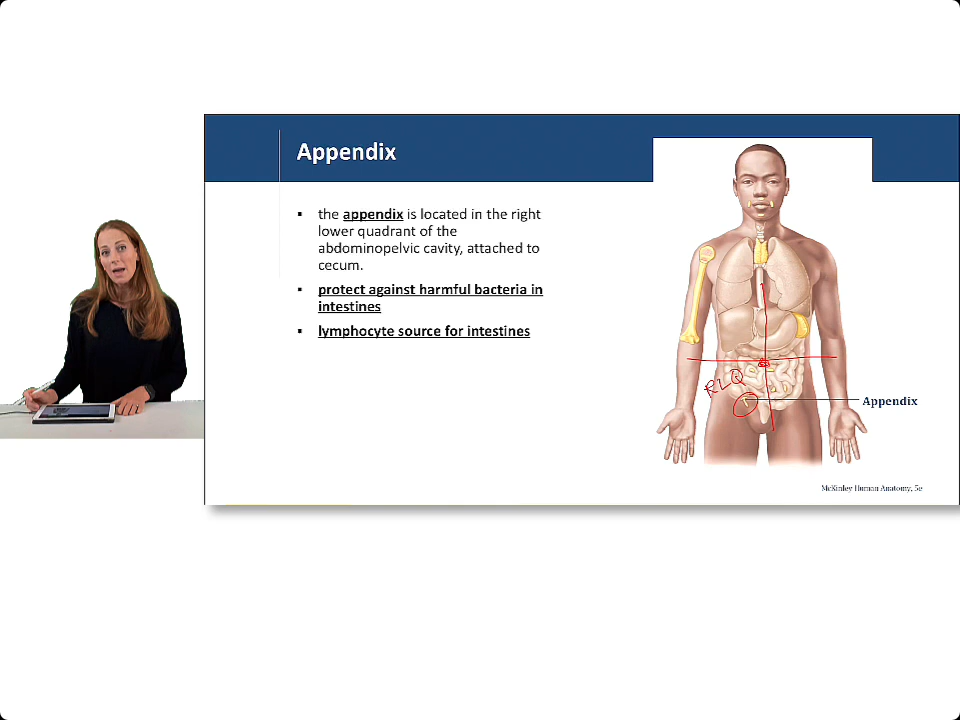 Appendix
▪ the appendix is located in the right
lower quadrant of the
abdominopelvic cavity, attached to
cecum.
▪ protect against harmful bacteria in
intestines
▪ lymphocyte source for intestines
RLQ
Appendix
McKinley Human Anatomy, 5e